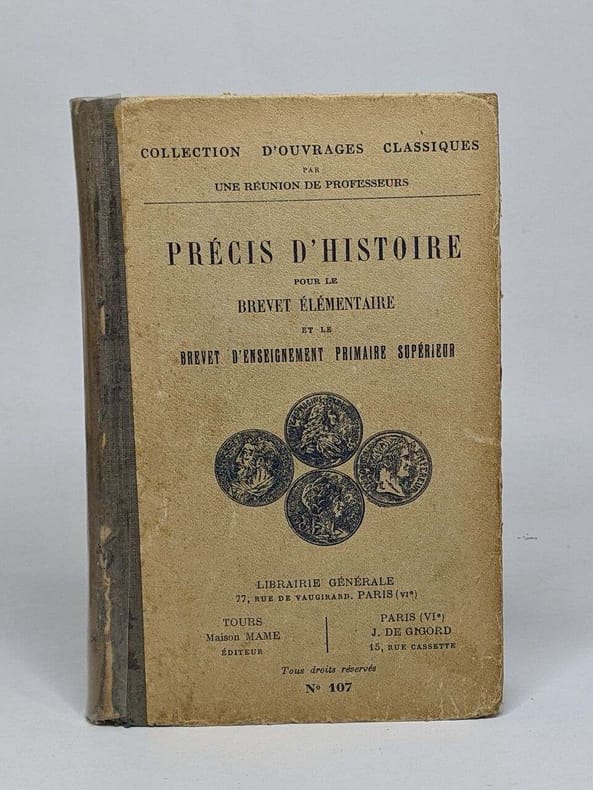 COLLECTION D'OUVRAGES CLASSIQUES
PAR
UNE RÉUNION DE PROFESSEURS
PRÉCIS D'HISTOIRE
POUR LE
BREVET ÉLÉMENTAIRE
ET LE
BREVET D'ENSEIGNEMENT PRIMAIRE SUPÉRIEUR
LIBRAIRIE GÉNÉRALE
77, RUE DE VAUGIRARD. PARIS (VIe)
TOURS
Maison MAME
ÉDITEUR
PARIS (VIe)
J. DE GIGORD
15, RUE CASSETTE
Tous droits réservés
No 107